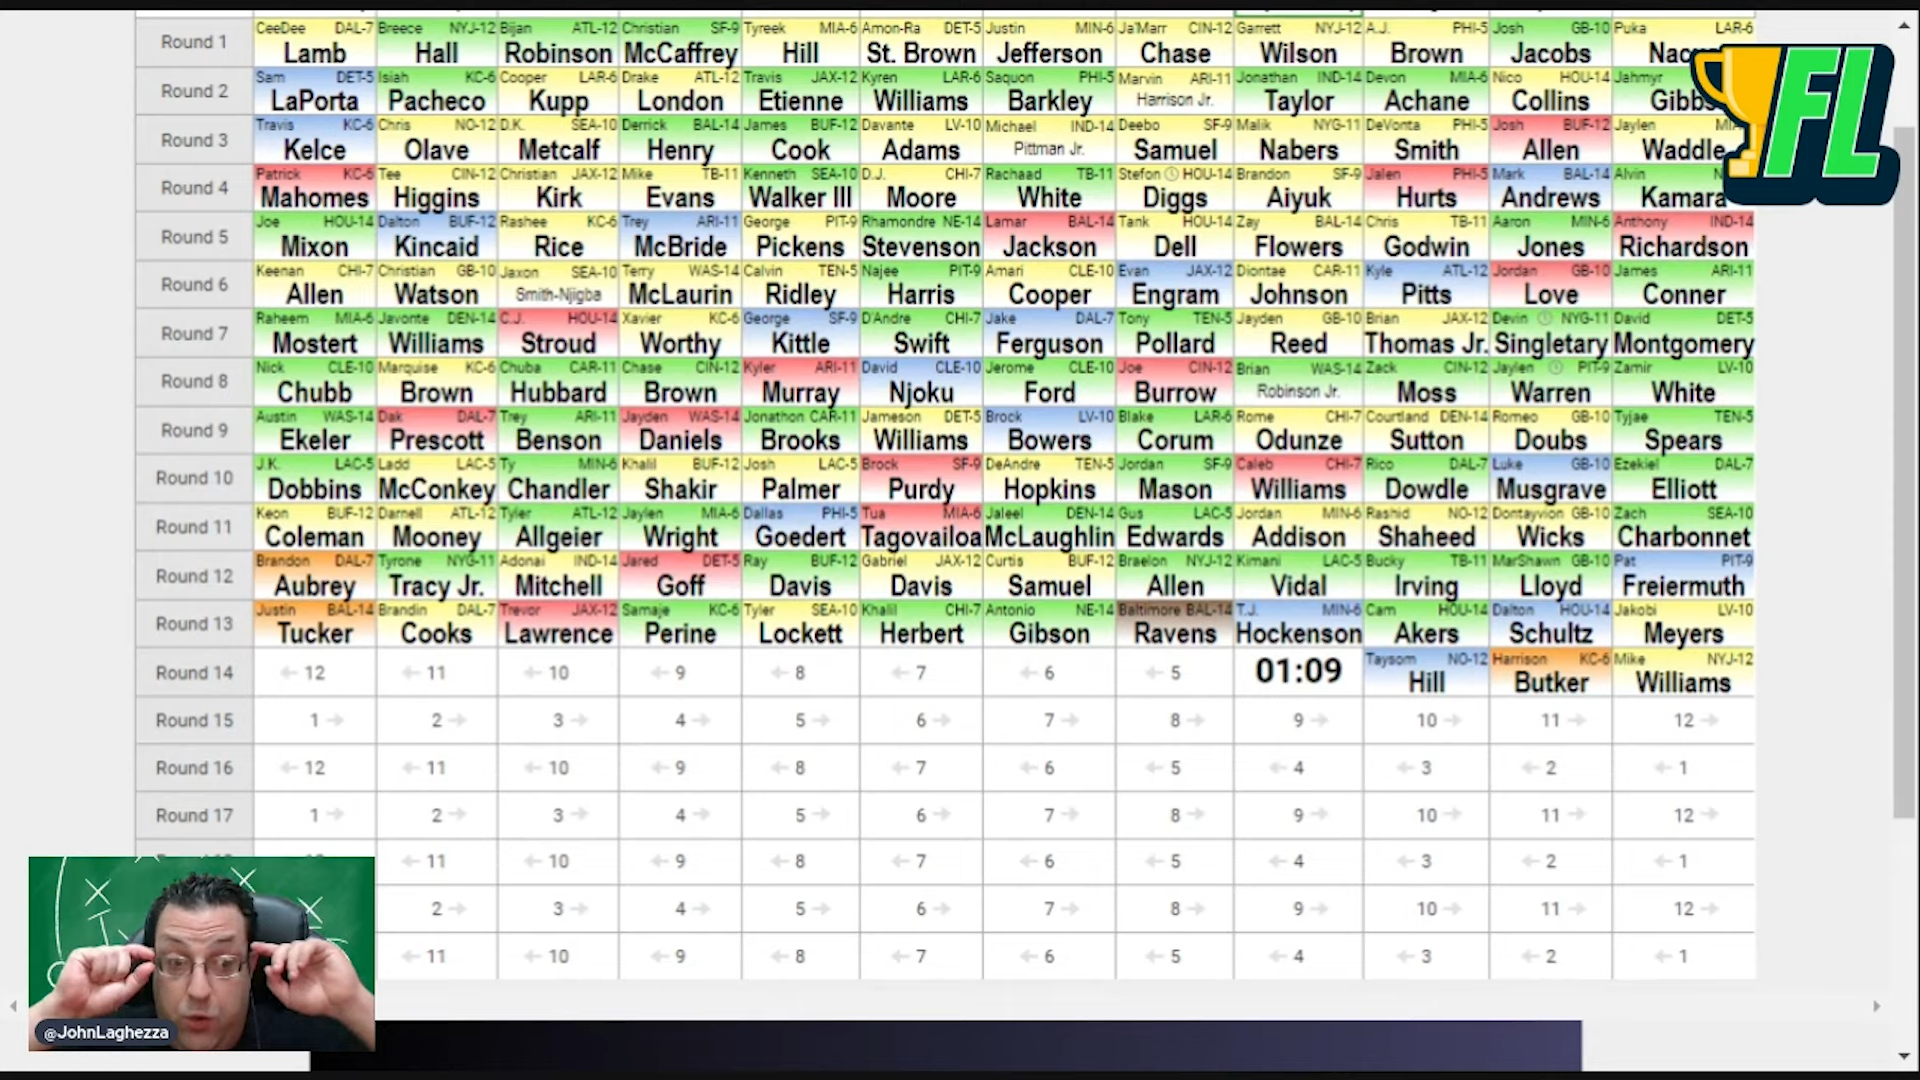 Round 1 CeeDee DAL-7 Lamb Breece NYJ-12 Hall Bijan ATL-12 Robinson Christian SF-9 McCaffrey Tyreek MIA-6 Hill Amon-Ra DET-5 St. Brown Justin MIN-6 Jefferson Ja'Marr CIN-12 Chase Garrett NYJ-12 Wilson A.J. PHI-5 Brown Josh GB-10 Jacobs Puka LAR-6
Round 2 Sam DET-5 LaPorta Isiah KC-6 Pacheco Cooper LAR-6 Kupp Drake ATL-12 London Travis JAX-12 Etienne Kyren LAR-6 Williams Saquon PHI-5 Barkley Marvin ARI-11 Harrison Jr. Jonathan IND-14 Taylor Devon MIA-6 Achane Nico HOU-14 Collins Jahmyr
Round 3 Travis KC-6 Kelce Chris NO-12 Olave D.K. SEA-10 Metcalf Derrick BAL-14 Henry James BUF-12 Cook Davante LV-10 Adams Michael IND-14 Pittman Jr. Deebo SF-9 Samuel Malik NYG-11 Nabers DeVonta PHI-5 Smith Josh BUF-12 Allen Jaylen Waddle
Round 4 Patrick KC-6 Mahomes Tee CIN-12 Higgins Christian JAX-12 Kirk Mike TB-11 Evans Kenneth SEA-10 Walker III D.J. CHI-7 Moore Rachaad TB-11 White Stefon HOU-14 Diggs Brandon SF-9 Aiyuk Jalen PHI-5 Hurts Mark BAL-14 Andrews Alvin Kamara
Round 5 Joe HOU-14 Mixon Dalton BUF-12 Kincaid Rashee KC-6 Rice Trey ARI-11 McBride George PIT-9 Pickens Rhamondre NE-14 Stevenson Lamar BAL-14 Jackson Tank HOU-14 Dell Zay BAL-14 Flowers Chris TB-11 Godwin Aaron MIN-6 Jones Anthony IND-14 Richardson
Round 6 Keenan CHI-7 Allen Christian GB-10 Watson Jaxon SEA-10 Smith-Njigba Terry WAS-14 McLaurin Calvin TEN-5 Ridley Najee PIT-9 Harris Amari CLE-10 Cooper Evan JAX-12 Engram Diontae CAR-11 Johnson Kyle ATL-12 Pitts Jordan GB-10 Love James ARI-11 Conner
Round 7 Raheem MIA-6 Mostert Javonte DEN-14 Williams C.J. HOU-14 Stroud Xavier KC-6 Worthy George SF-9 Kittle D'Andre CHI-7 Swift Jake DAL-7 Ferguson Tony TEN-5 Pollard Jayden GB-10 Reed Brian JAX-12 Thomas Jr. Devin NYG-11 Singletary David DET-5 Montgomery
Round 8 Nick CLE-10 Chubb Marquise KC-6 Brown Chuba CAR-11 Hubbard Chase CIN-12 Brown Kyler ARI-11 Murray David CLE-10 Njoku Jerome CLE-10 Ford Joe CIN-12 Burrow Brian WAS-14 Robinson Jr. Zack CIN-12 Moss Jaylen PIT-9 Warren Zamir LV-10 White
Round 9 Austin WAS-14 Ekeler Dak DAL-7 Prescott Trey ARI-11 Benson Jayden WAS-14 Daniels Jonathon CAR-11 Brooks Jameson DET-5 Williams Brock LV-10 Bowers Blake LAR-6 Corum Rome CHI-7 Odunze Courtland DEN-14 Sutton Romeo GB-10 Doubs Tyjae TEN-5 Spears
Round 10 J.K. LAC-5 Dobbins Ladd LAC-5 McConkey Ty MIN-6 Chandler Khalil BUF-12 Shakir Josh LAC-5 Palmer Brock SF-9 Purdy DeAndre TEN-5 Hopkins Jordan SF-9 Mason Caleb CHI-7 Williams Rico DAL-7 Dowdle Luke GB-10 Musgrave Ezekiel DAL-7 Elliott
Round 11 Keon BUF-12 Coleman Darnell ATL-12 Mooney Tyler ATL-12 Allgeier Jaylen MIA-6 Wright Dallas PHI-5 Goedert Tua MIA-6 Tagovailoa Jaleel DEN-14 McLaughlin Gus LAC-5 Edwards Jordan MIN-6 Addison Rashid NO-12 Shaheed Dontayvion GB-10 Wicks Zach SEA-10 Charbonnet
Round 12 Brandon DAL-7 Aubrey Tyrone NYG-11 Tracy Jr. Adonai IND-14 Mitchell Jared DET-5 Goff Ray BUF-12 Davis Gabriel JAX-12 Davis Curtis BUF-12 Samuel Braelon NYJ-12 Allen Kimani LAC-5 Vidal Bucky TB-11 Irving MarShawn GB-10 Lloyd Pat PIT-9 Freiermuth
Round 13 Justin BAL-14 Tucker Brandin DAL-7 Cooks Trevor JAX-12 Lawrence Samaje KC-6 Perine Tyler SEA-10 Lockett Khalil CHI-7 Herbert Antonio NE-14 Gibson Baltimore BAL-14 Ravens T.J. MIN-6 Hockenson Cam HOU-14 Akers Dalton HOU-14 Schultz Jakobi LV-10 Meyers
Round 14 ← 12 ← 11 ← 10 ← 9 ← 8 ← 7 ← 6 ← 5 01:09 Taysom NO-12 Hill Harrison KC-6 Butker Mike NYJ-12 Williams
Round 15 1 → 2 → 3 → 4 → 5 → 6 → 7 → 8 → 9 → 10 → 11 → 12 →
Round 16 ← 12 ← 11 ← 10 ← 9 ← 8 ← 7 ← 6 ← 5 ← 4 ← 3 ← 2 ← 1
Round 17 1 → 2 → 3 → 4 → 5 → 6 → 7 → 8 → 9 → 10 → 11 → 12 →
← 11 ← 10 ← 9 ← 8 ← 7 ← 6 ← 5 ← 4 ← 3 ← 2 ← 1
2 → 3 → 4 → 5 → 6 → 7 → 8 → 9 → 10 → 11 → 12 →
← 11 ← 10 ← 9 ← 8 ← 7 ← 6 ← 5 ← 4 ← 3 ← 2 ← 1
FL
@JohnLaghezza